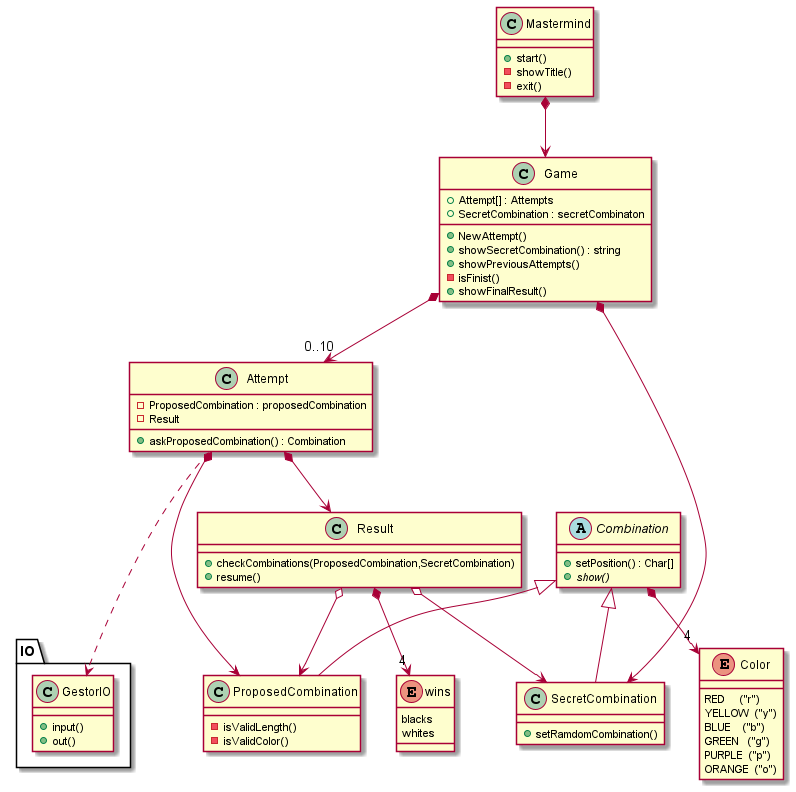 C Mastermind
start()
showTitle()
exit()
C Game
Attempt[] : Attempts
SecretCombination : secretCombinaton
NewAttempt()
showSecretCombination() : string
showPreviousAttempts()
isFinist()
showFinalResult()
0..10
C Attempt
ProposedCombination : proposedCombination
Result
askProposedCombination() : Combination
C Result
checkCombinations(ProposedCombination,SecretCombination)
resume()
A Combination
setPosition() : Char[]
show()
IO
C GestorIO
input()
out()
C ProposedCombination
isValidLength()
isValidColor()
4
E wins
blacks
whites
C SecretCombination
setRamdomCombination()
4
E Color
RED ("r")
YELLOW ("y")
BLUE ("b")
GREEN ("g")
PURPLE ("p")
ORANGE ("o")